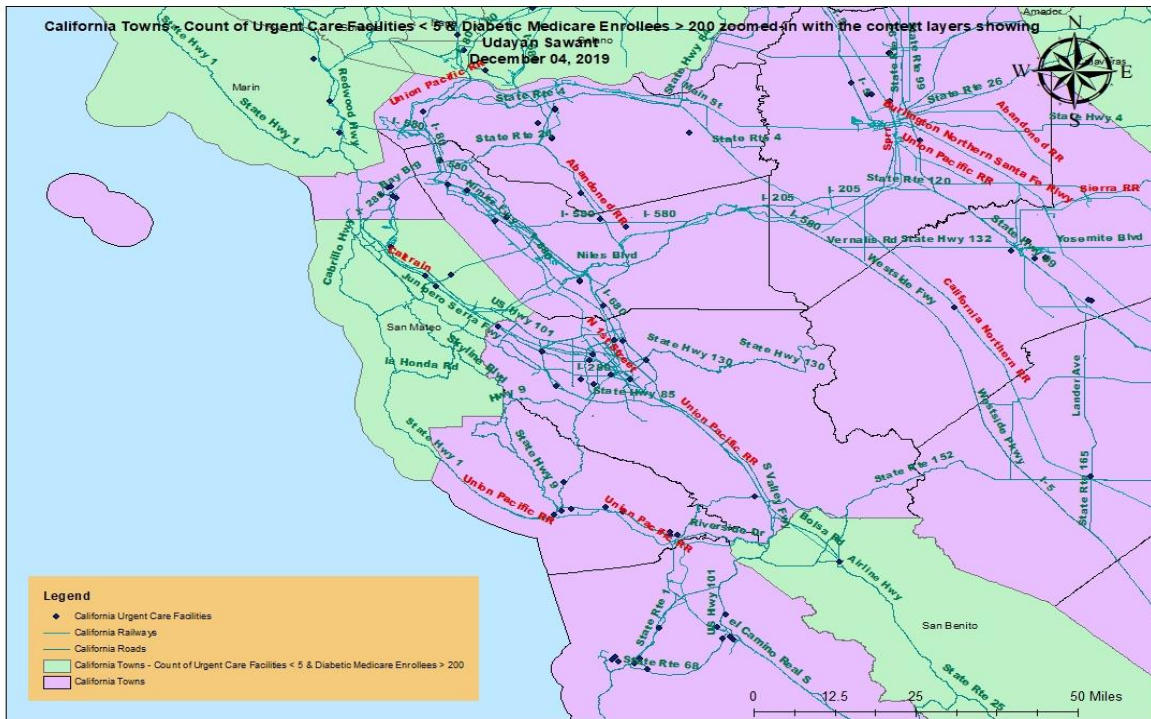 California Towns - Count of Urgent Care Facilities < 5 & Diabetic Medicare Enrollees > 200 zoomed in with the context layers showing
Udayan Sawant
December 04, 2019
Amador
N
W
E
S
State Hwy 1
Marin
State Hwy 1
Redwood Hwy
Union Pacific RR
I- 580
I- 80
State Rte 4
Main St
State Rte 4
I-5
State Rte 99
State Rte 26
Abandoned RR
State Hwy 4
Burlington Northern Santa Fe Rlwy
Union Pacific RR
State Rte 120
Sierra RR
Abandoned RR
I- 580
I- 205
I- 205
I- 580
Vernalis Rd
State Hwy 132
Yosemite Blvd
Bay Brg
580
Cabrillo Hwy
Niles Blvd
Westside Fwy
Caltrain
Junipero Serra Fwy
US Hwy 101
I- 680
California Northern RR
San Mateo
Skyline Blvd
la Honda Rd
N 1st Street
State Hwy 130
State Hwy 130
I- 280
State Hwy 85
Hwy 9
State Hwy 9
State Hwy 1
Union Pacific RR
Lander Ave
Westside Pkwy
I-5
State Rte 165
State Rte 152
S Valley Fwy
Union Pacific RR
Union Pacific RR
Riverside Dr
Bolsa Rd
Airline Hwy
San Benito
State Rte 25
State Rte 1
US Hwy 101
el Camino Real S
State Rte 68
Legend
California Urgent Care Facilities
California Railways
California Roads
California Towns - Count of Urgent Care Facilities < 5 & Diabetic Medicare Enrollees > 200
California Towns
0 12.5 25 50 Miles